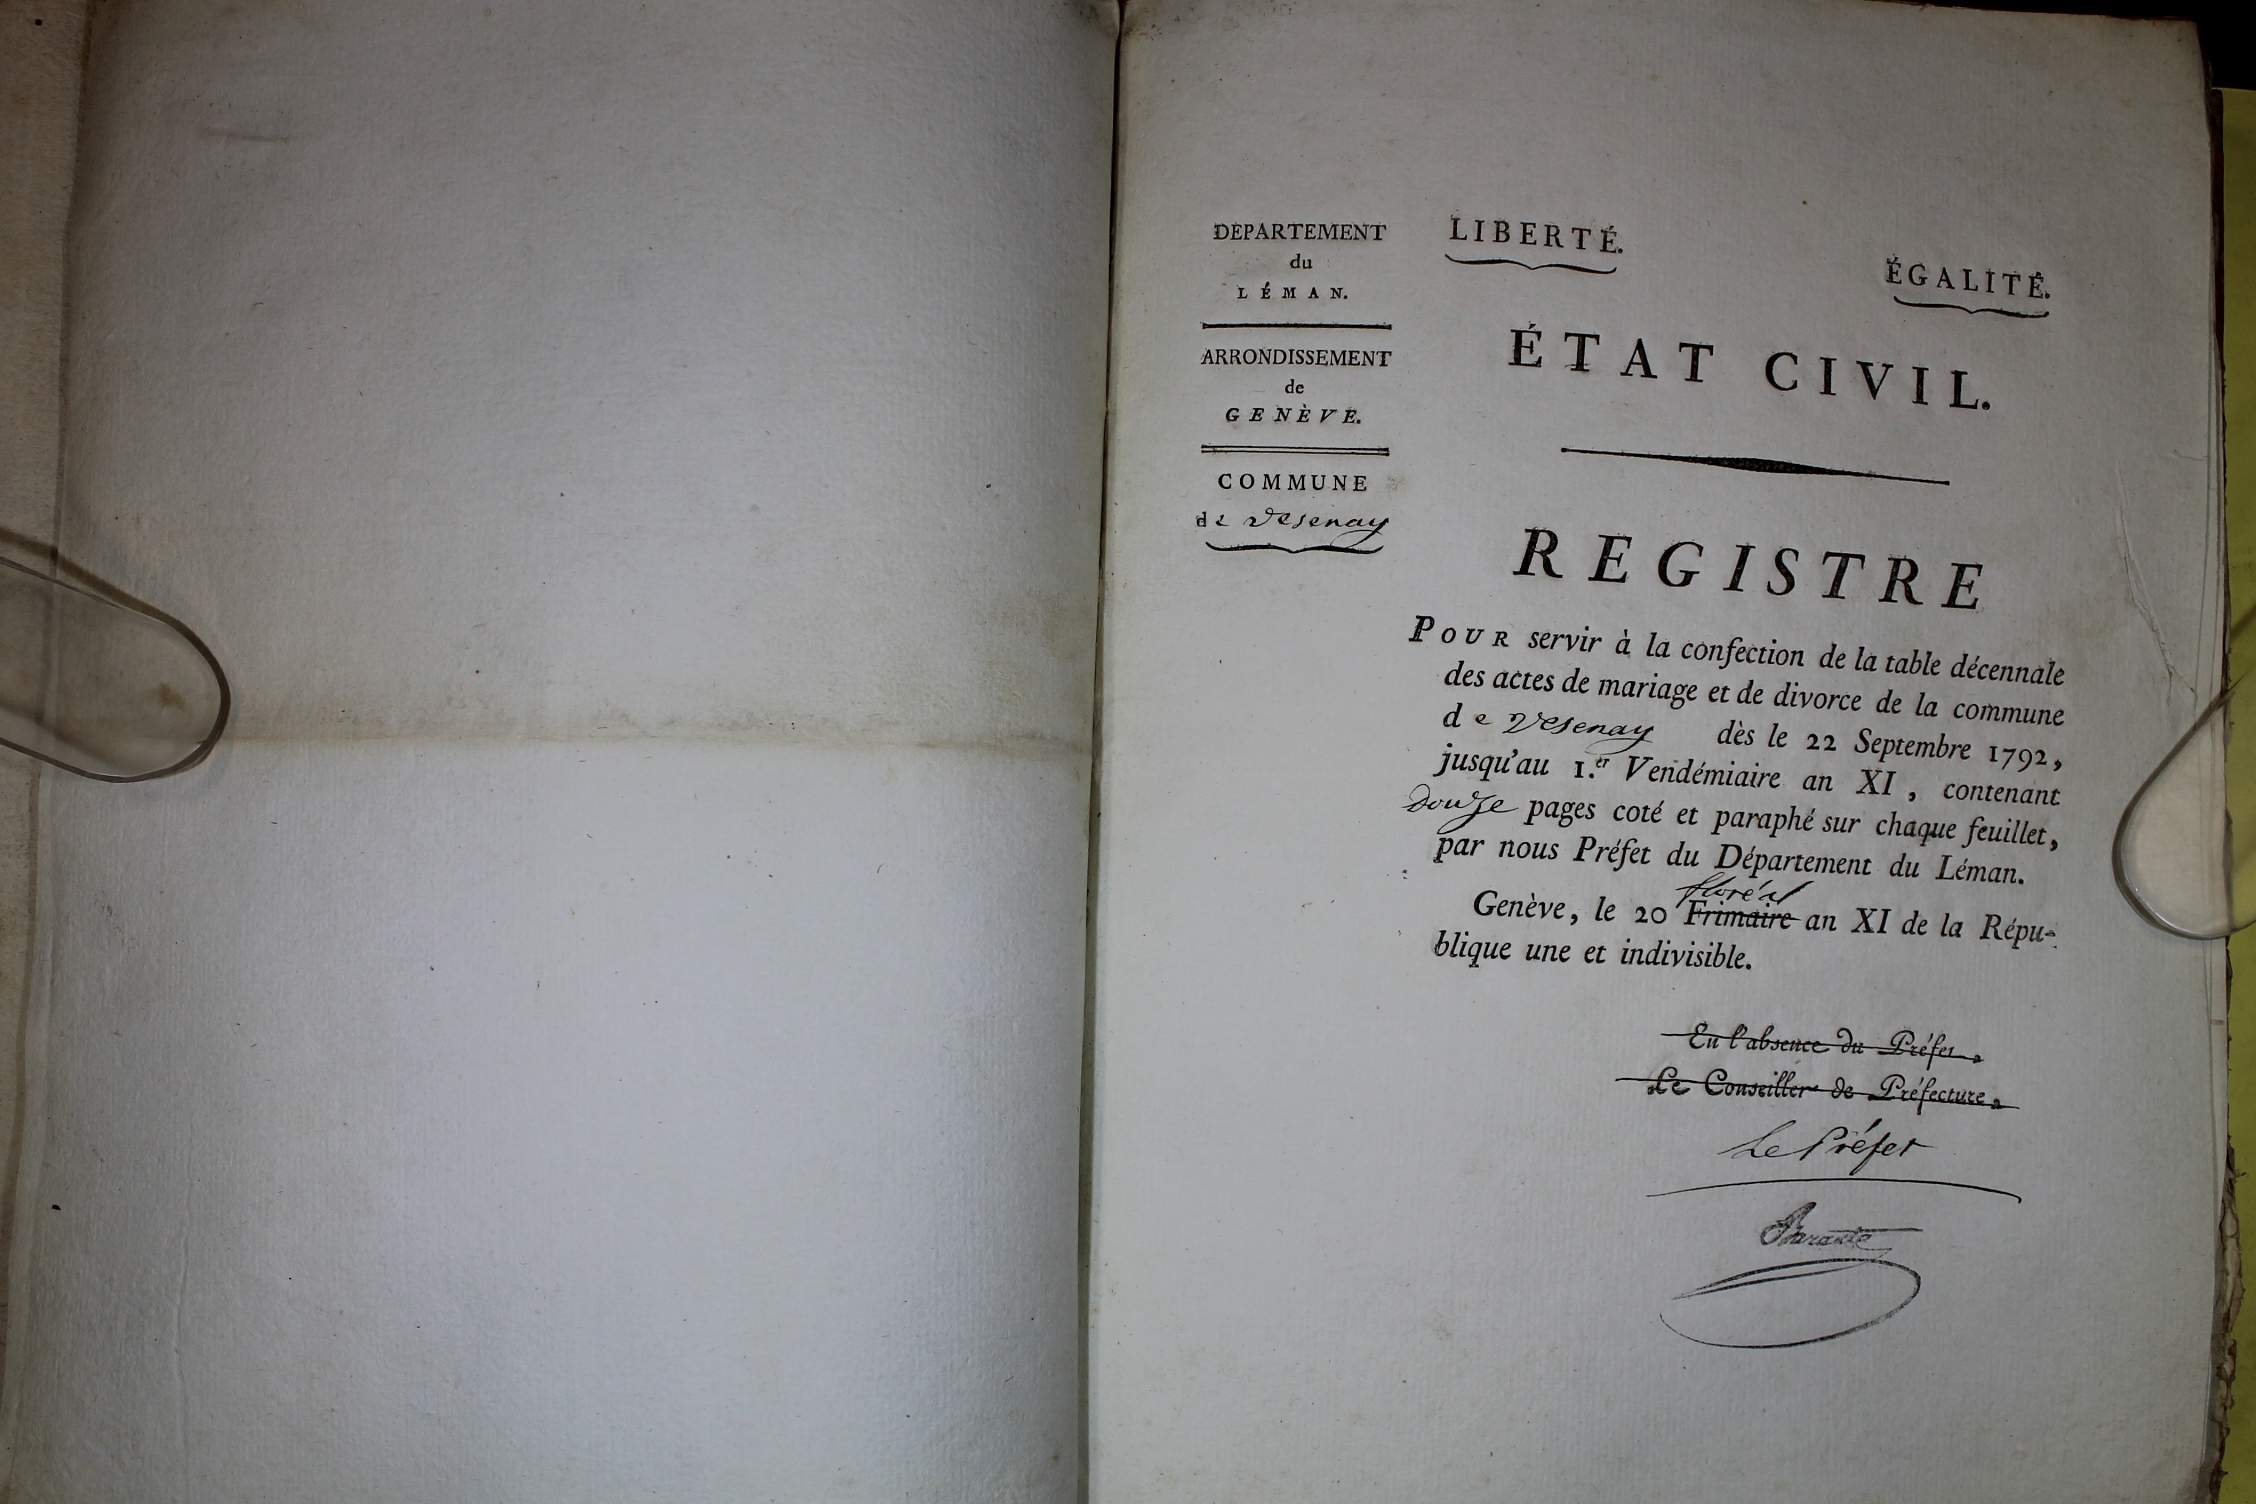 DÉPARTEMENT
du
LÉMAN.
ARRONDISSEMENT
de
GENÈVE.
COMMUNE
de Vesenay
LIBERTÉ.
ÉGALITÉ.
ÉTAT CIVIL.
REGISTRE
POUR servir à la confection de la table décennale
des actes de mariage et de divorce de la commune
de Vesenay dès le 22 Septembre 1792,
jusqu'au 1.er Vendémiaire an XI, contenant
douze pages coté et paraphé sur chaque feuillet,
par nous Préfet du Département du Léman.
floréal
Genève, le 20 Frimaire an XI de la Répu-
blique une et indivisible.
En l'absence du Préfet,
Le Conseiller de Préfecture,
Le Préfet
Barante